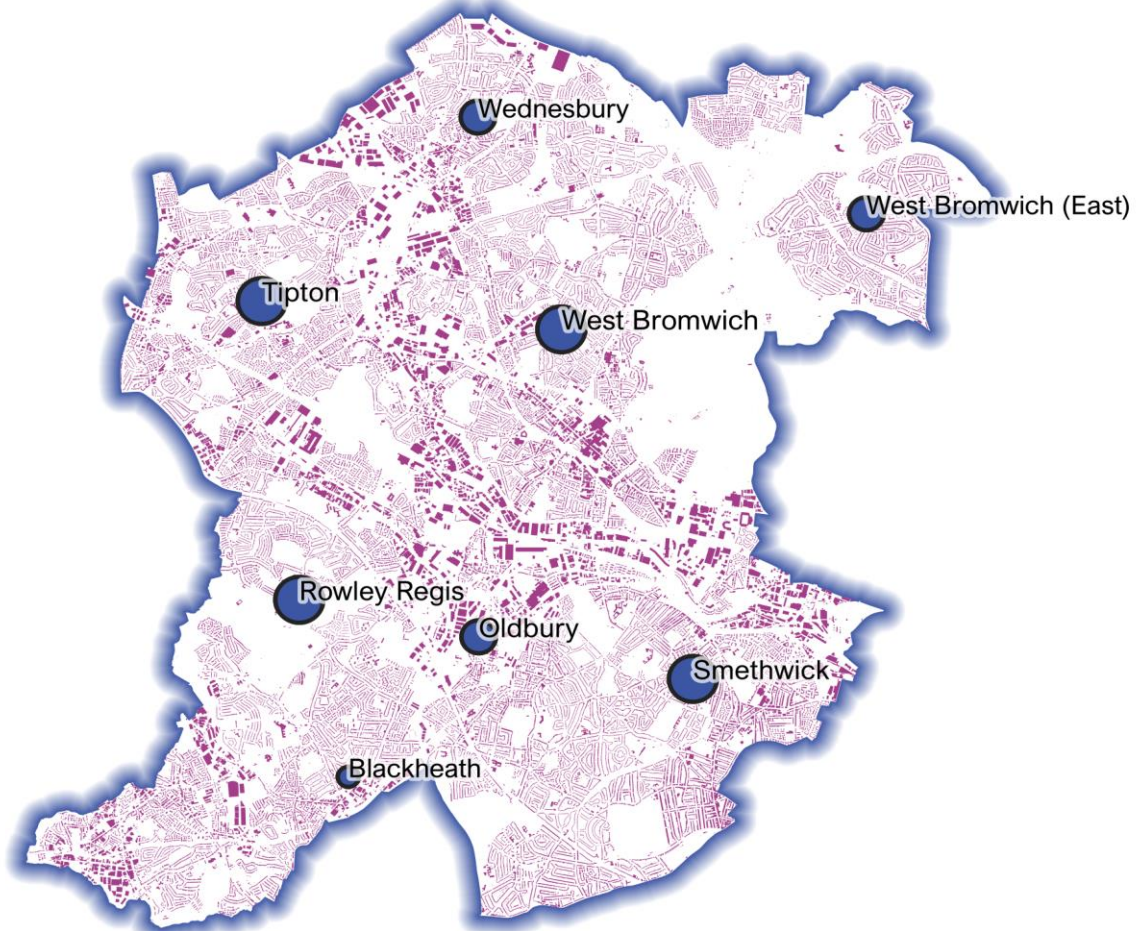 Wednesbury
West Bromwich (East)
Tipton
West Bromwich
Rowley Regis
Oldbury
Smethwick
Blackheath